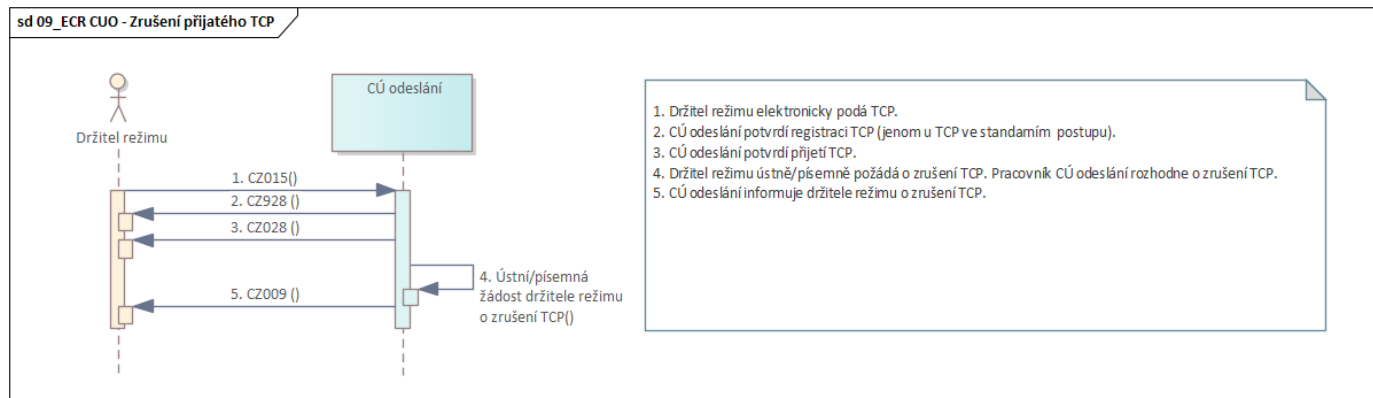 sd 09_ECR CUO - Zrušení přijatého TCP
Držitel režimu
CÚ odeslání
1. CZ015()
2. CZ928 ()
3. CZ028 ()
4. Ústní/písemná
žádost držitele režimu
o zrušení TCP()
5. CZ009 ()
1. Držitel režimu elektronicky podá TCP.
2. CÚ odeslání potvrdí registraci TCP (jenom u TCP ve standarním postupu).
3. CÚ odeslání potvrdí přijetí TCP.
4. Držitel režimu ústně/písemně požádá o zrušení TCP. Pracovník CÚ odeslání rozhodne o zrušení TCP.
5. CÚ odeslání informuje držitele režimu o zrušení TCP.